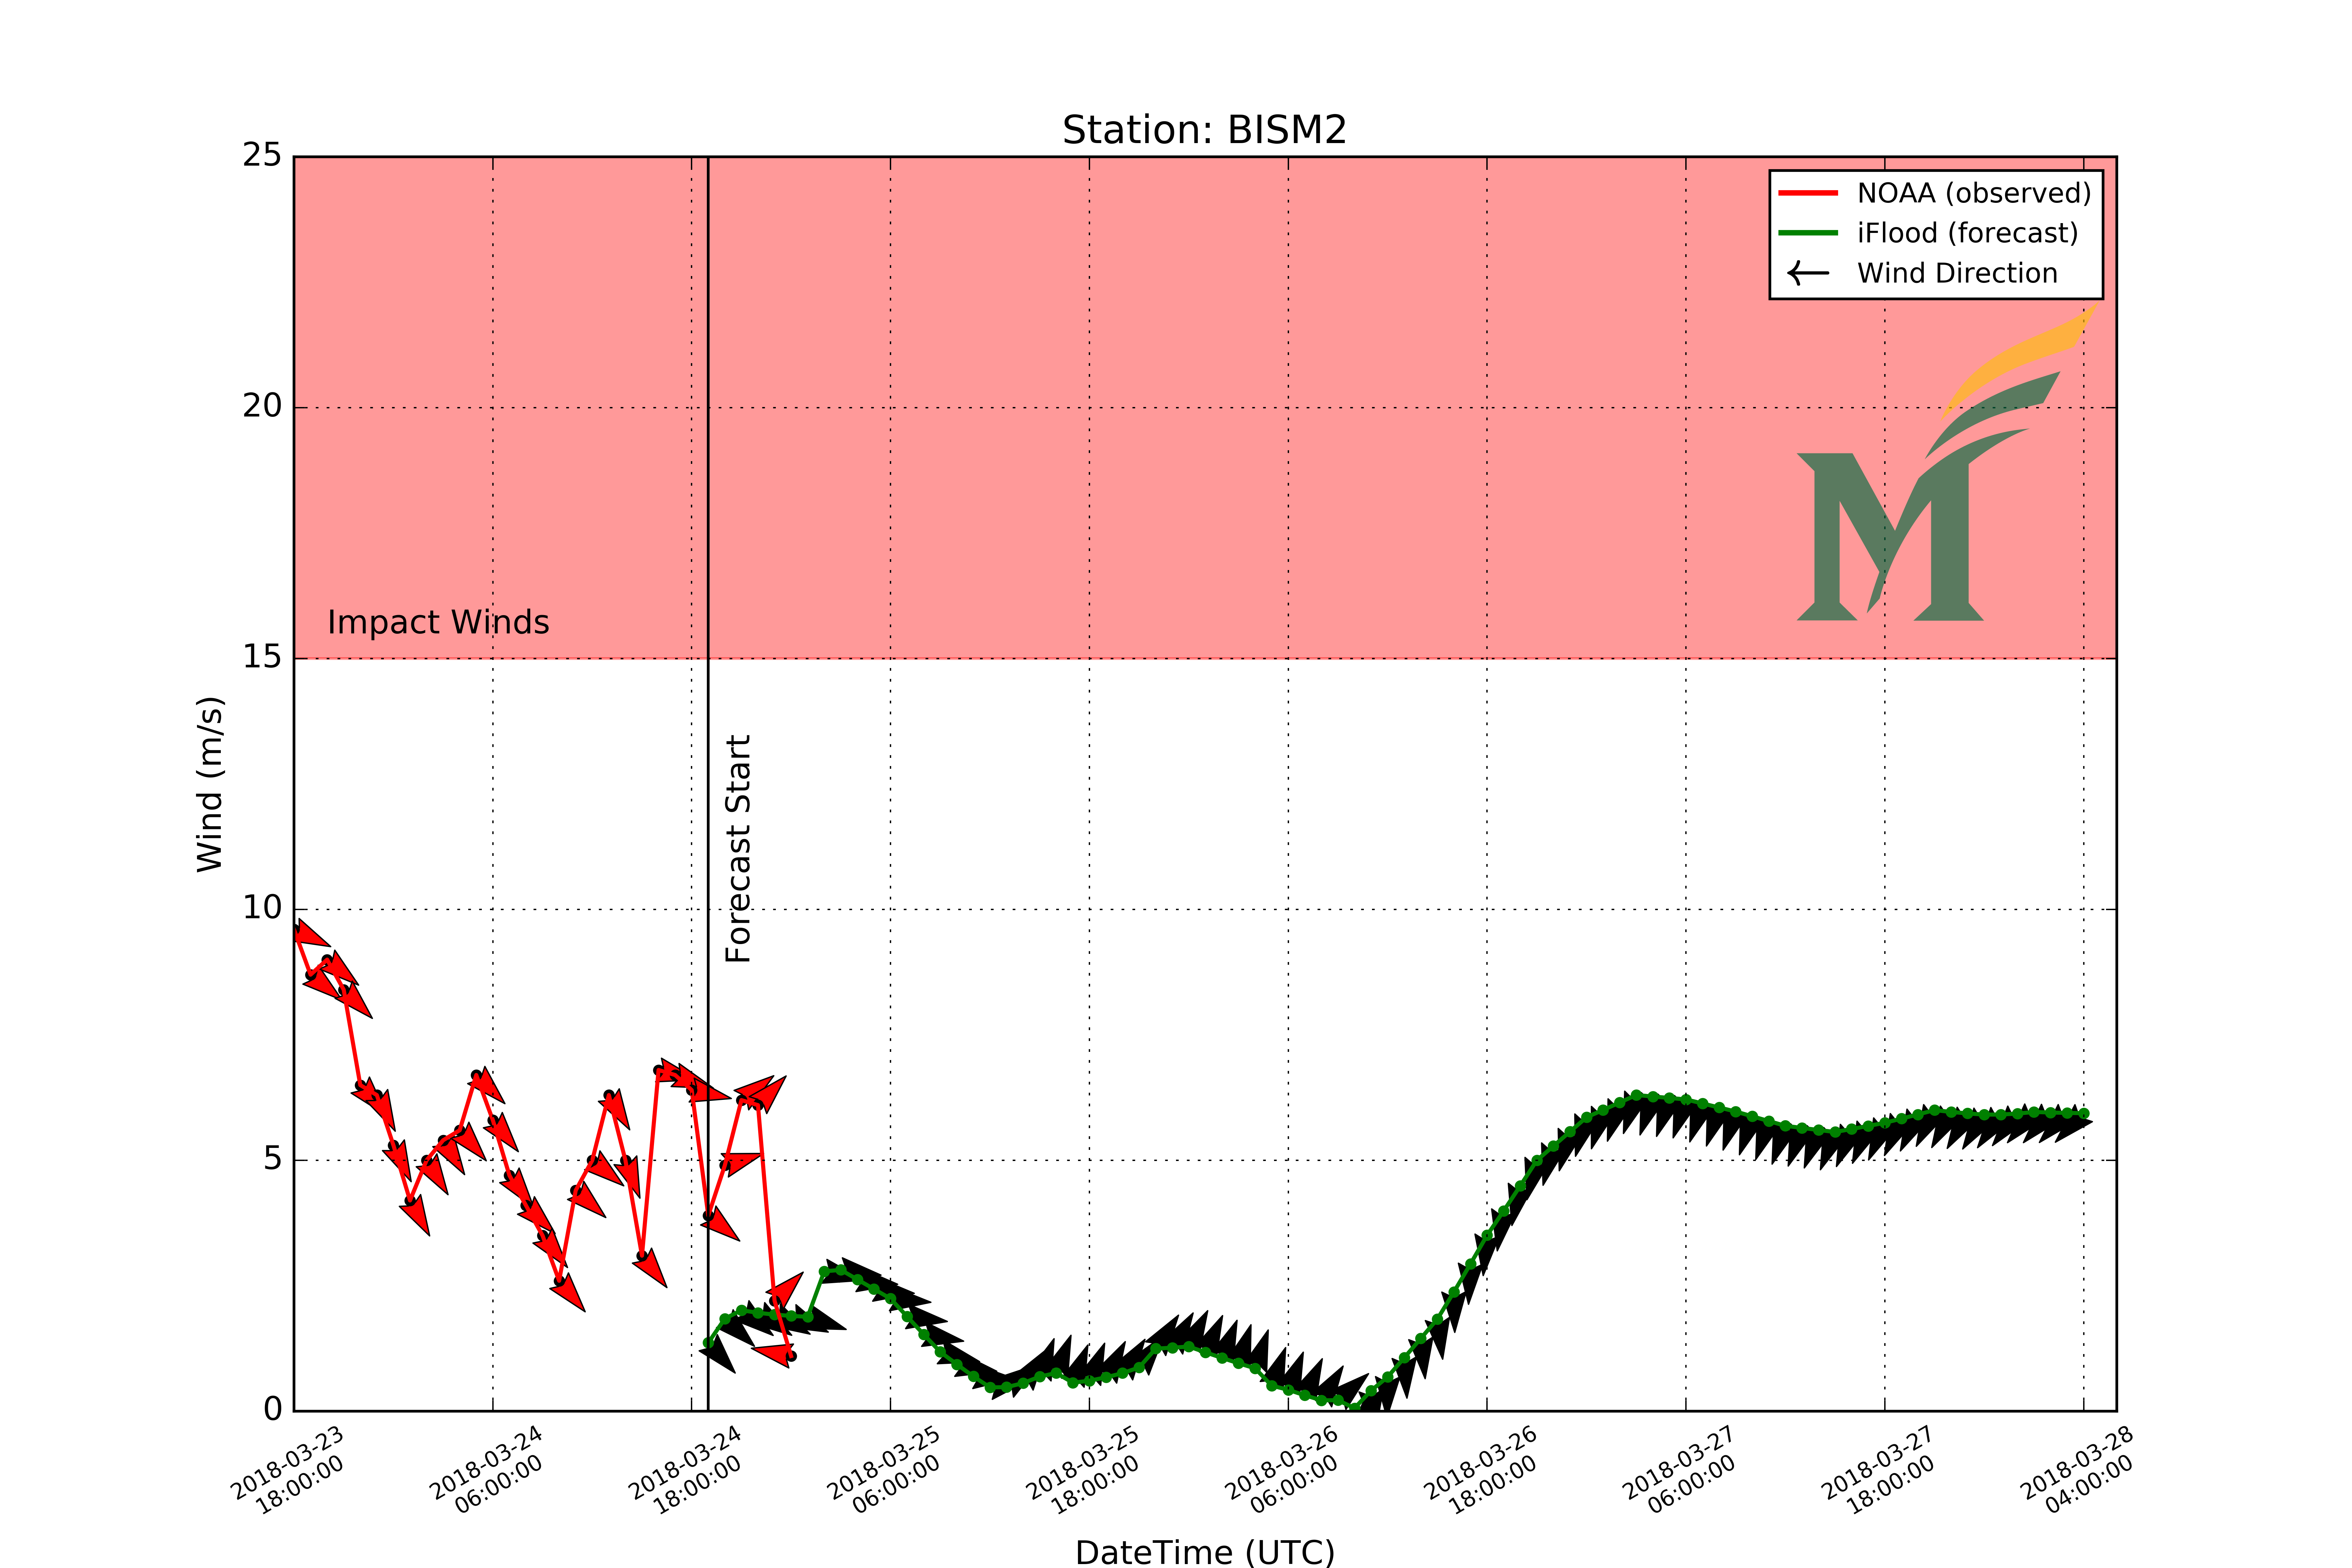 Station: BISM2
25
20
15
10
5
0
Wind (m/s)
NOAA (observed)
iFlood (forecast)
Wind Direction
M
Impact Winds
Forecast Start
2018-03-23
18:00:00
2018-03-24
06:00:00
2018-03-24
18:00:00
2018-03-25
06:00:00
2018-03-25
18:00:00
2018-03-26
06:00:00
2018-03-26
18:00:00
2018-03-27
06:00:00
2018-03-27
18:00:00
2018-03-28
04:00:00
DateTime (UTC)